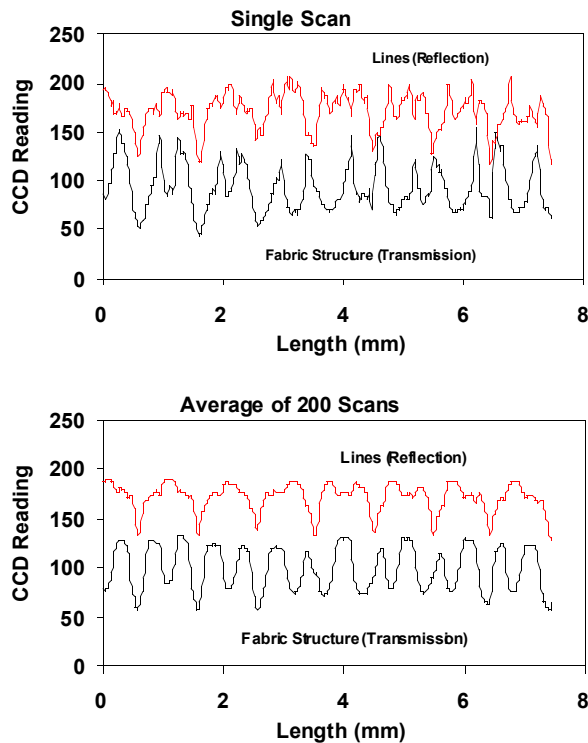 Single Scan
250
200
150
100
50
0
CCD Reading
Lines (Reflection)
Fabric Structure (Transmission)
0 2 4 6 8
Length (mm)
Average of 200 Scans
250
200
150
100
50
0
CCD Reading
Lines (Reflection)
Fabric Structure (Transmission)
0 2 4 6 8
Length (mm)